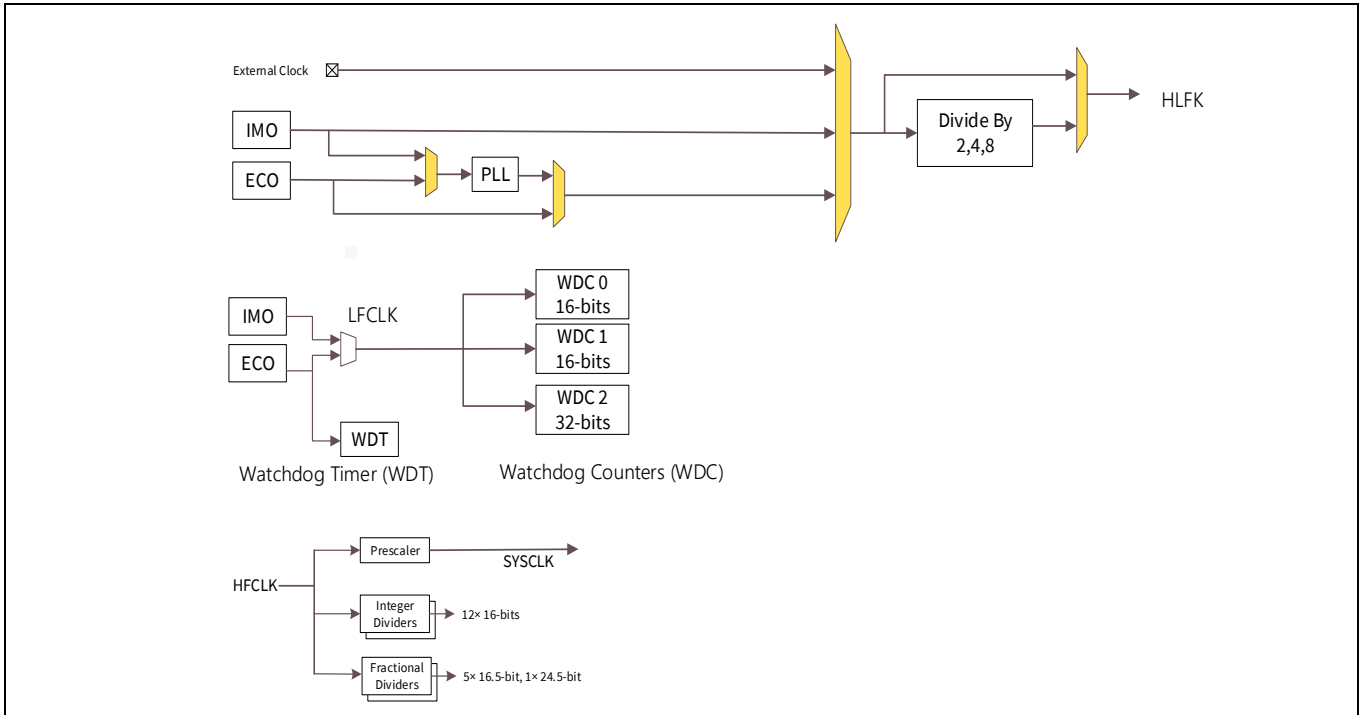 External Clock
IMO
ECO
PLL
Divide By
2,4,8
HLFK
IMO
ECO
LFCLK
WDT
WDC 0
16-bits
WDC 1
16-bits
WDC 2
32-bits
Watchdog Timer (WDT)
Watchdog Counters (WDC)
HFCLK
Prescaler
SYSCLK
Integer
Dividers
12× 16-bits
Fractional
Dividers
5× 16.5-bit, 1× 24.5-bit